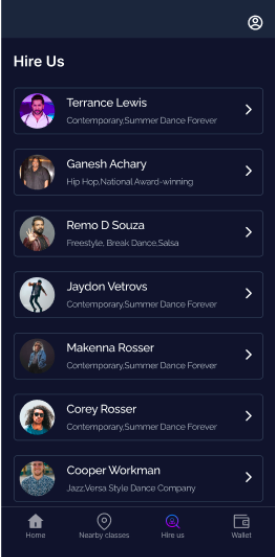 Hire Us
Terrance Lewis
Contemporary,Summer Dance Forever
Ganesh Achary
Hip Hop,National Award-winning
Remo D Souza
Freestyle, Break Dance,Salsa
Jaydon Vetrovs
Contemporary,Summer Dance Forever
Makenna Rosser
Contemporary,Summer Dance Forever
Corey Rosser
Contemporary,Summer Dance Forever
Cooper Workman
Jazz,Versa Style Dance Company
Home Nearby classes Hire us Wallet